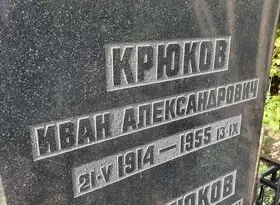 КРЮКОВ
ИВАН АЛЕКСАНДРОВИЧ
21-V 1914 — 1955 13-IX